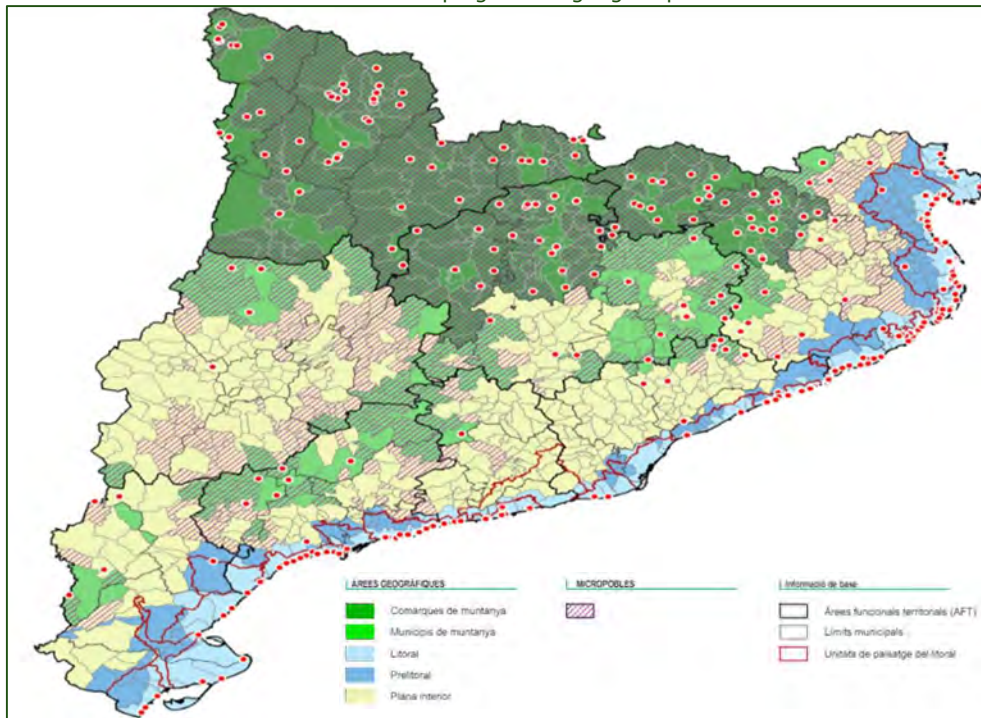 ÀREES GEOGRÀFIQUES
Comarques de muntanya
Municipis de muntanya
Litoral
Prelitoral
Plana interior
MICROPOBLES
Informació de base
Àrees funcionals territorials (AFT)
Límits municipals
Unitats de paisatge del litoral